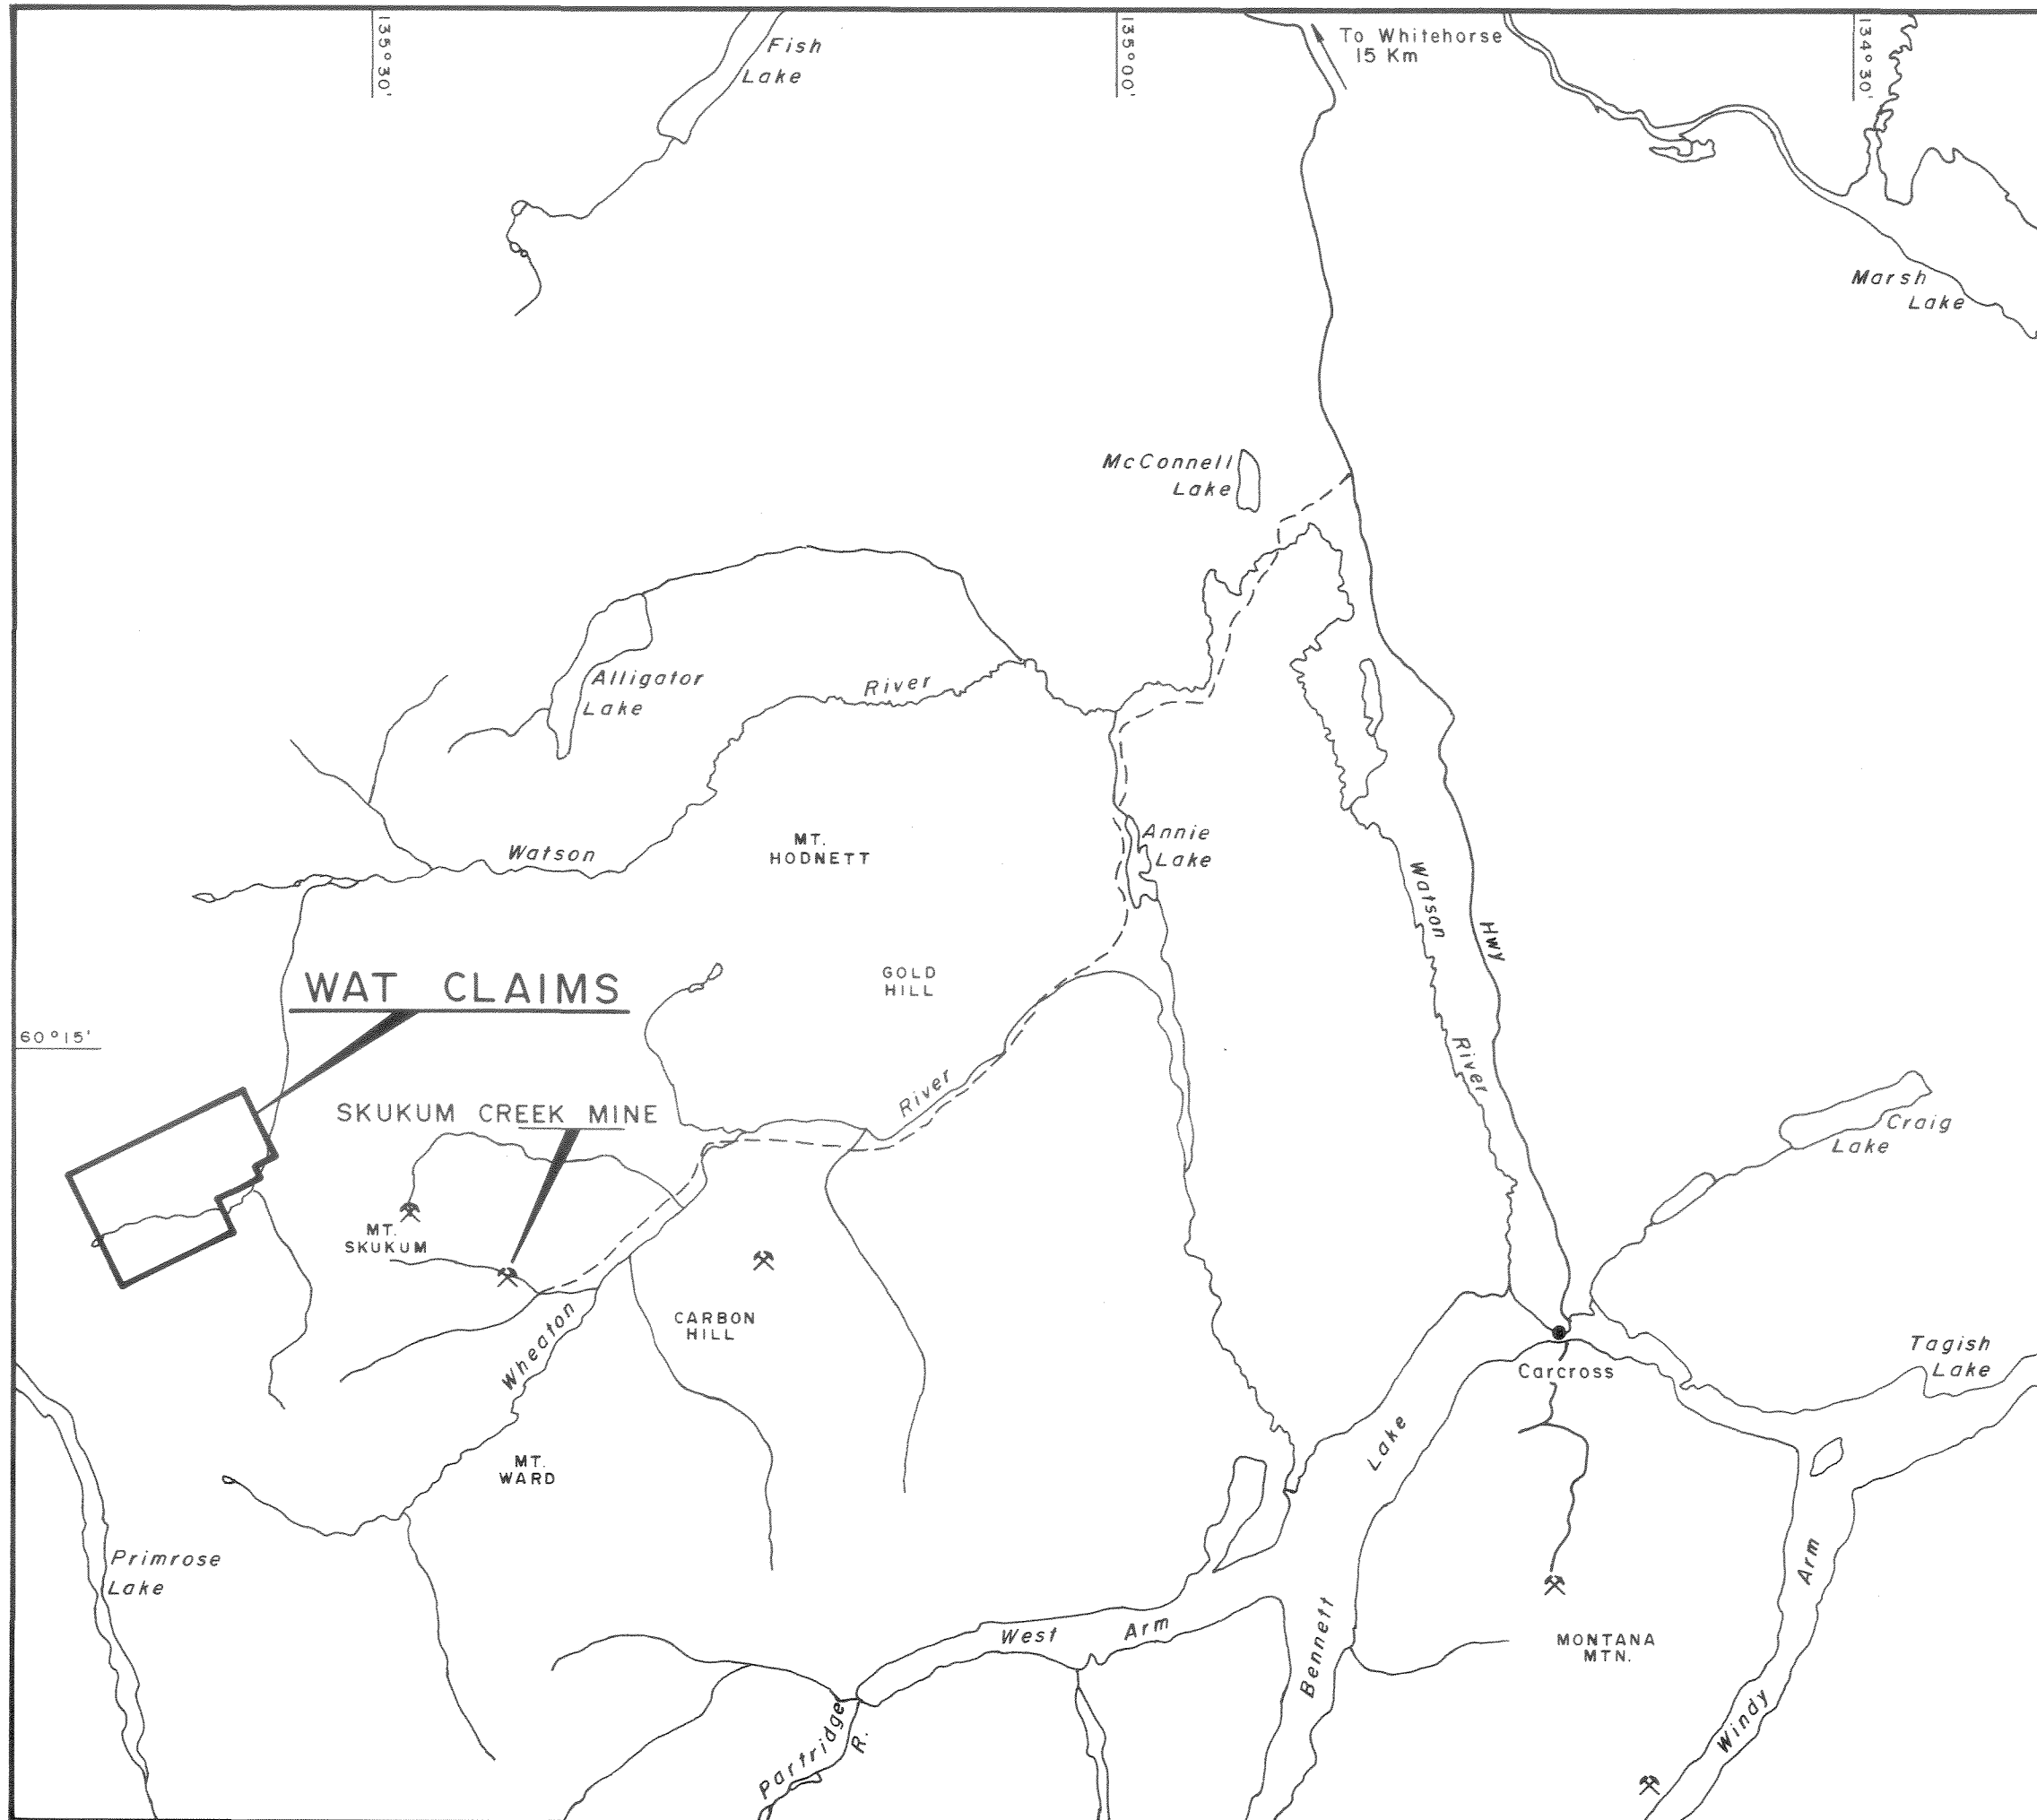 135°30'
Fish
Lake
135°00'
To Whitehorse
15 Km
134°30'
Marsh
Lake
McConnell
Lake
Alligator
Lake
River
Watson
MT.
HODNETT
Annie
Lake
Watson
River
Hwy
GOLD
HILL
WAT CLAIMS
60°15'
SKUKUM CREEK MINE
River
Craig
Lake
MT.
SKUKUM
Wheaton
CARBON
HILL
Carcross
Tagish
Lake
Lake
MT.
WARD
Primrose
Lake
Arm
West Arm
Bennett
MONTANA
MTN.
Windy
Partridge
R.